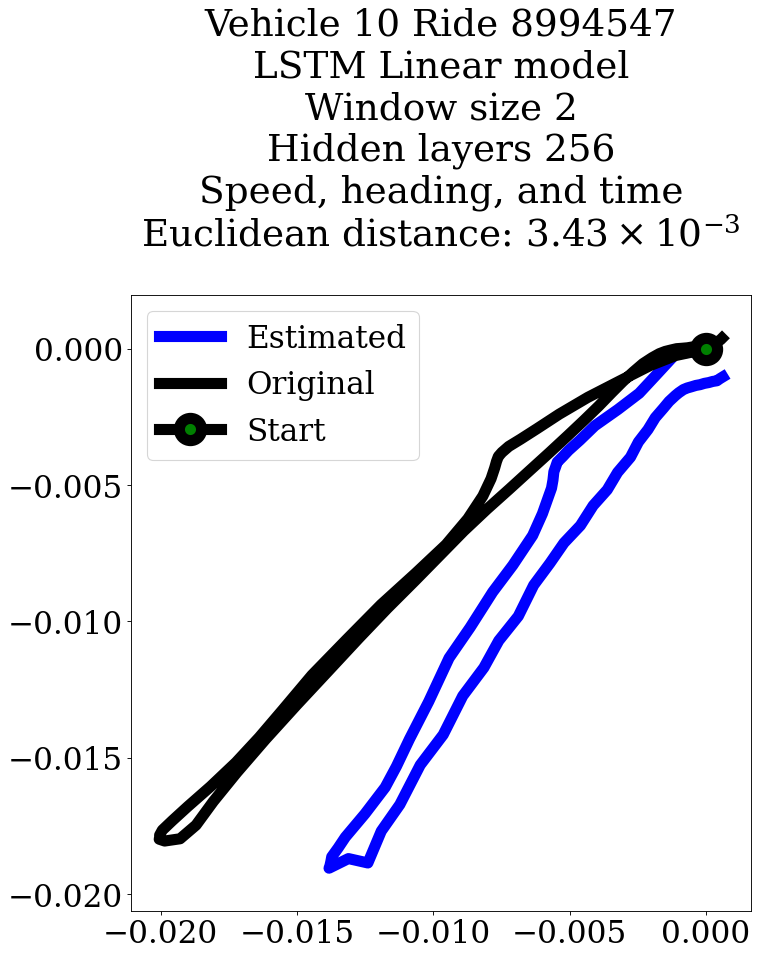 Vehicle 10 Ride 8994547
LSTM Linear model
Window size 2
Hidden layers 256
Speed, heading, and time
Euclidean distance: 3.43 × 10⁻³
Estimated
Original
Start
0.000
−0.005
−0.010
−0.015
−0.020
−0.020 −0.015 −0.010 −0.005 0.000